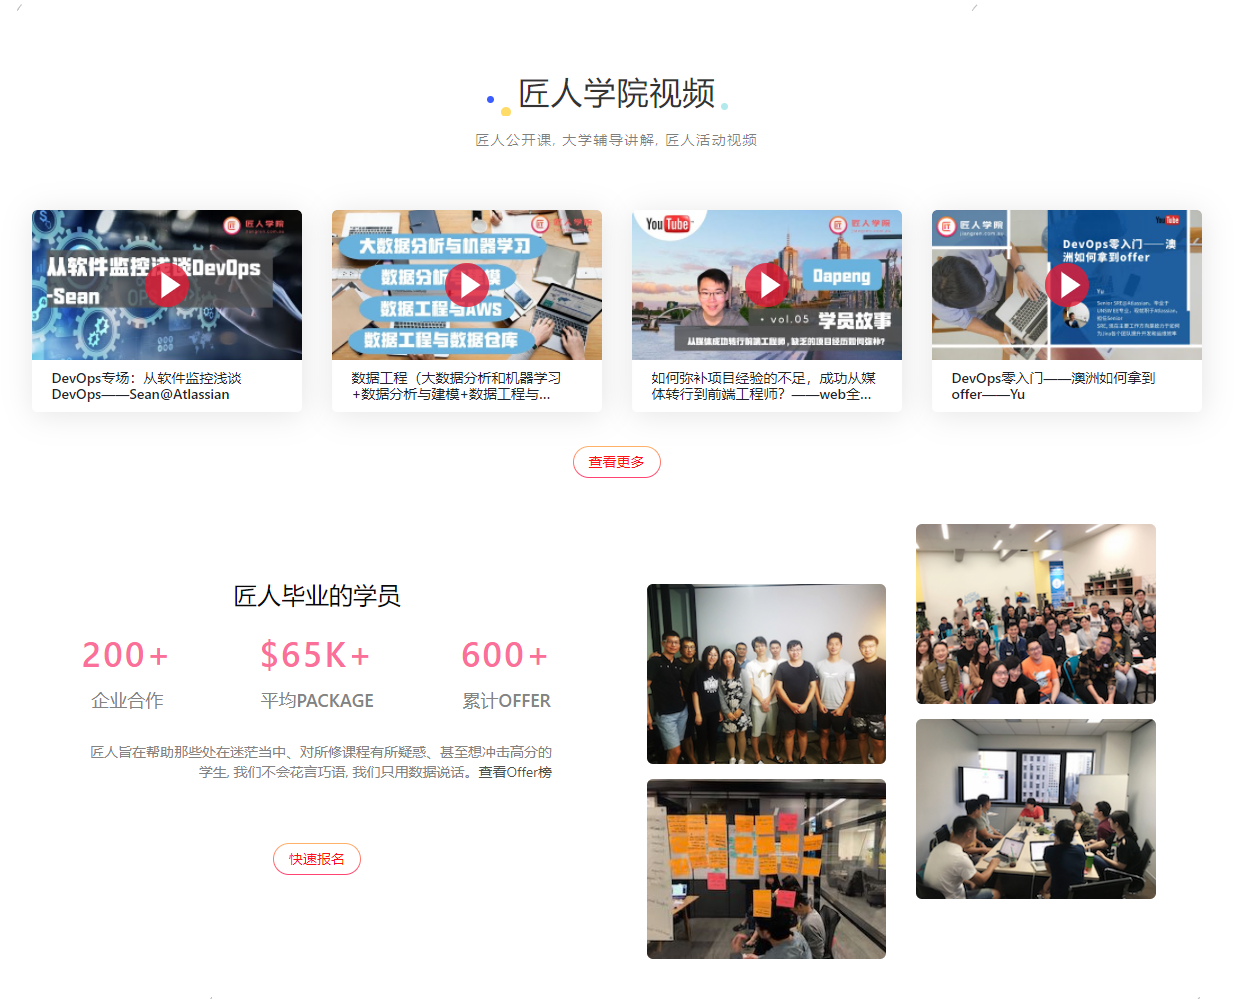 匠人学院视频
匠人公开课, 大学辅导讲解, 匠人活动视频
匠人学院
jiangren.com.au
从软件监控浅谈DevOps
-Sean
DevOps专场：从软件监控浅谈
DevOps——Sean@Atlassian
匠人学院
大数据分析与机器学习
数据分析与建模
数据工程与AWS
数据工程与数据仓库
数据工程（大数据分析和机器学习
+数据分析与建模+数据工程与...
YouTube
匠人学院
Dapeng
• vol.05 学员故事
从媒体成功转行前端工程师，缺乏的项目经历如何弥补?
如何弥补项目经验的不足，成功从媒
体转行到前端工程师？——web全...
匠人学院
jiangren.com.au
YouTube
DevOps零入门——澳
洲如何拿到offer
Yu
DevOps零入门——澳洲如何拿到
offer——Yu
查看更多
匠人毕业的学员
200+ $65K+ 600+
企业合作 平均PACKAGE 累计OFFER
匠人旨在帮助那些处在迷茫当中、对所修课程有所疑惑、甚至想冲击高分的
学生, 我们不会花言巧语, 我们只用数据说话。查看Offer榜
快速报名